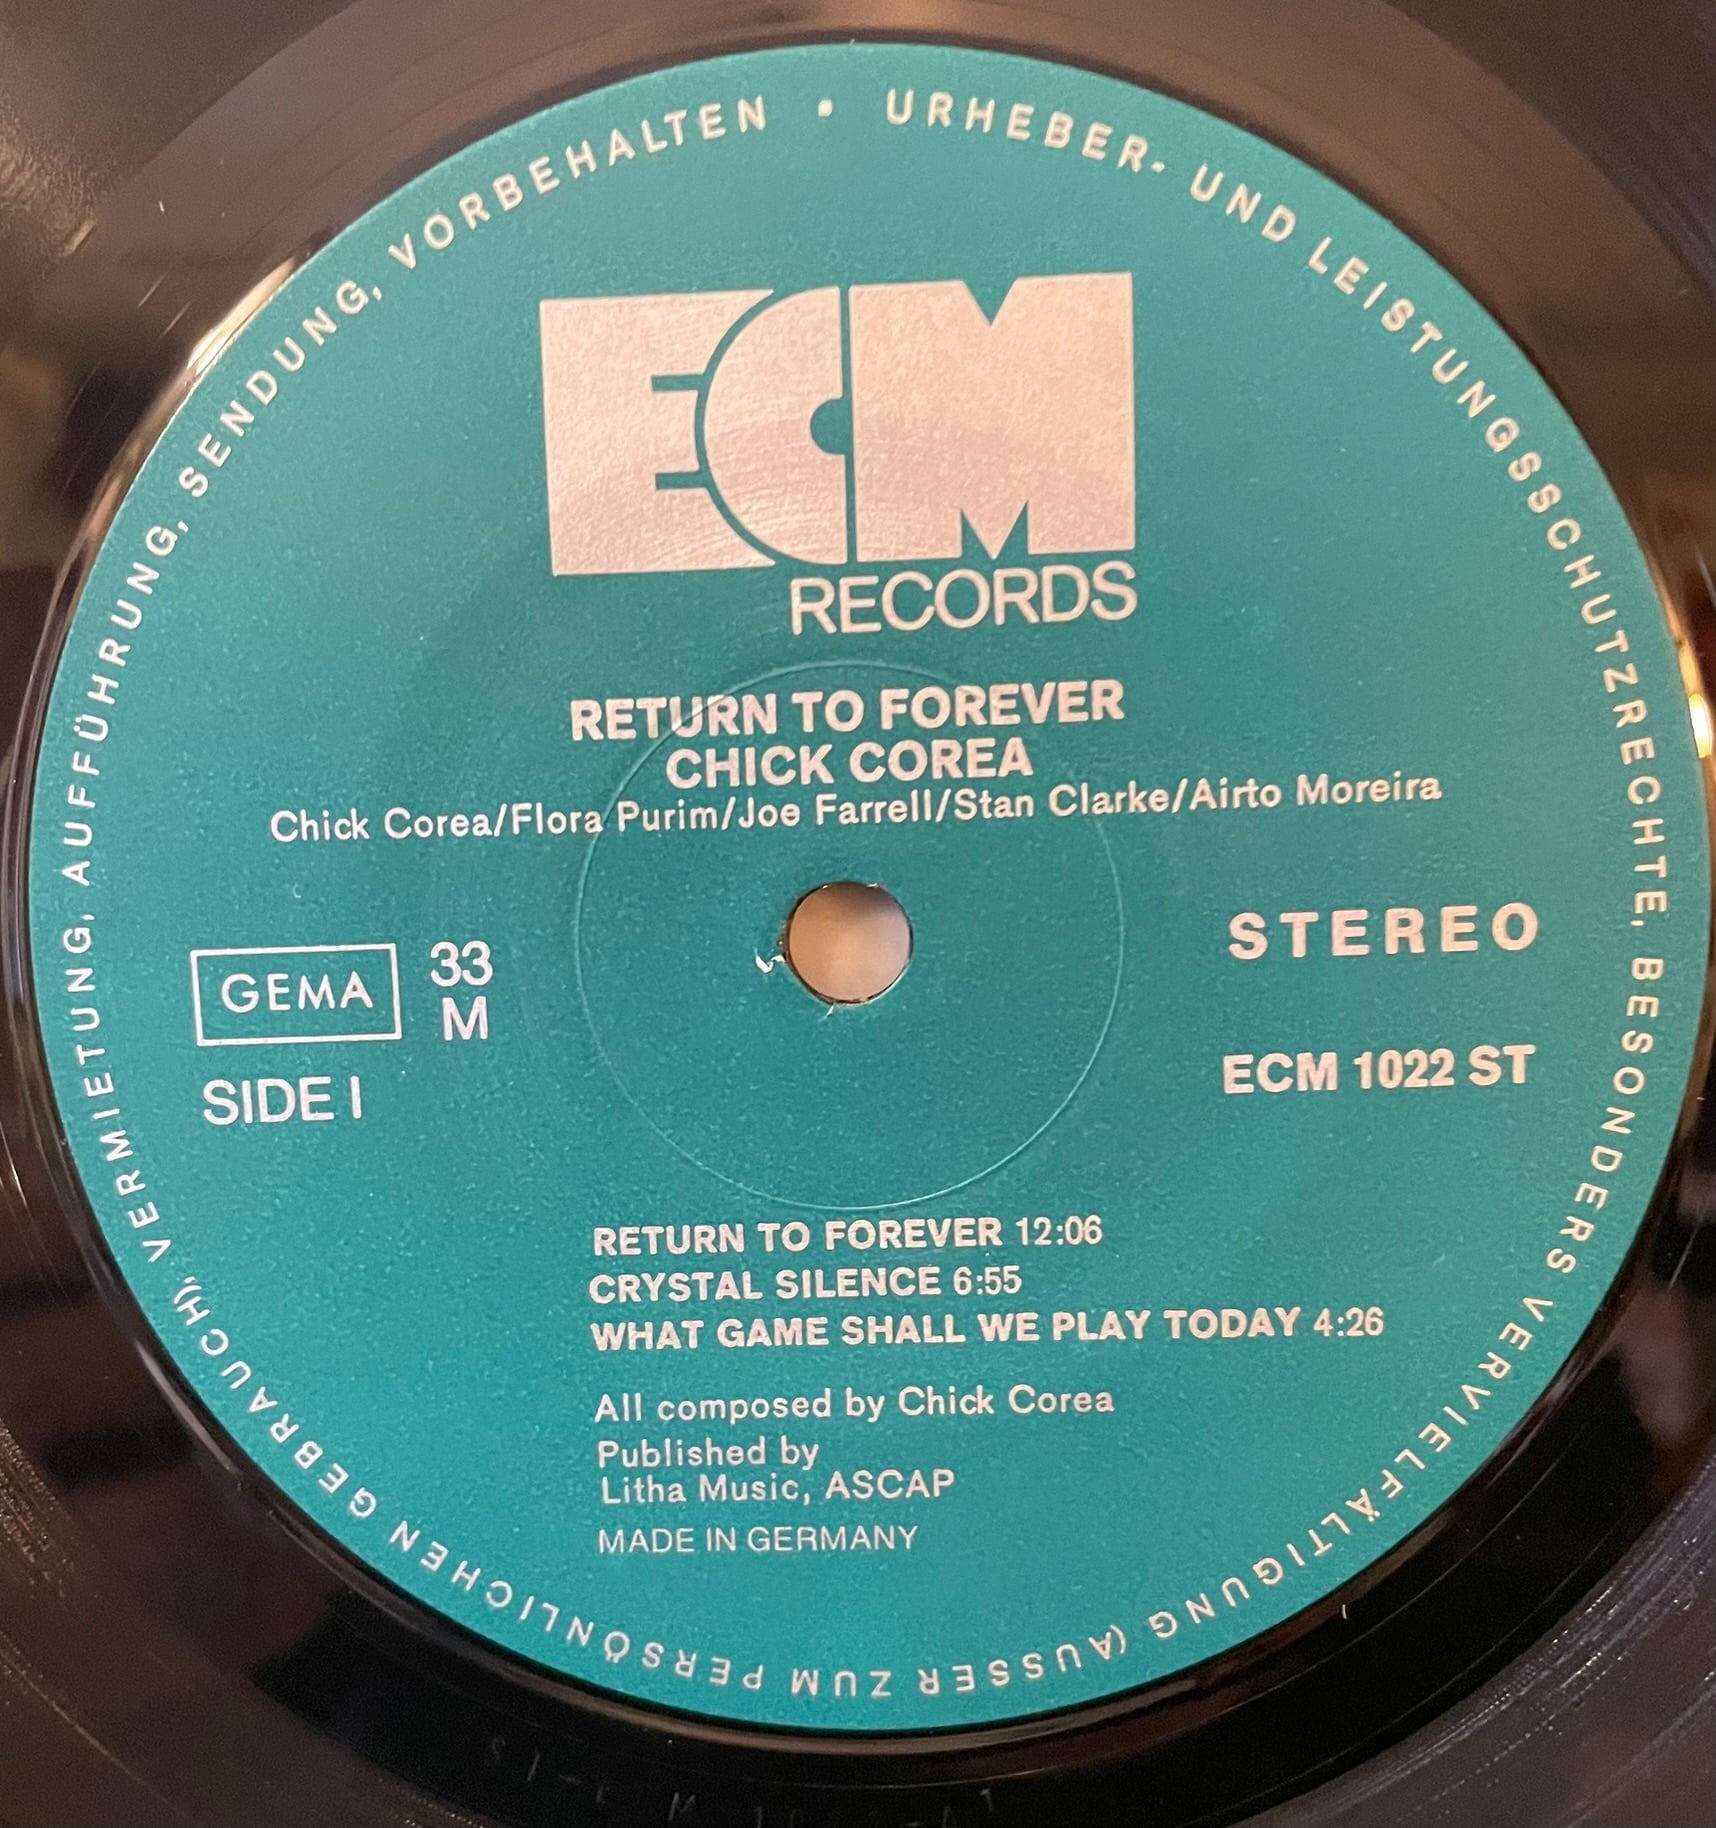 URHEBER- UND LEISTUNGSSCHUTZRECHTE, BESONDERS VERVIELFÄLTIGUNG (AUSSER ZUM PERSÖNLICHEN GEBRAUCH), VERMIETUNG, AUFFÜHRUNG, SENDUNG, VORBEHALTEN •
ECM
RECORDS
RETURN TO FOREVER
CHICK COREA
Chick Corea/Flora Purim/Joe Farrell/Stan Clarke/Airto Moreira
GEMA
33
M
SIDE I
STEREO
ECM 1022 ST
RETURN TO FOREVER 12:06
CRYSTAL SILENCE 6:55
WHAT GAME SHALL WE PLAY TODAY 4:26
All composed by Chick Corea
Published by
Litha Music, ASCAP
MADE IN GERMANY